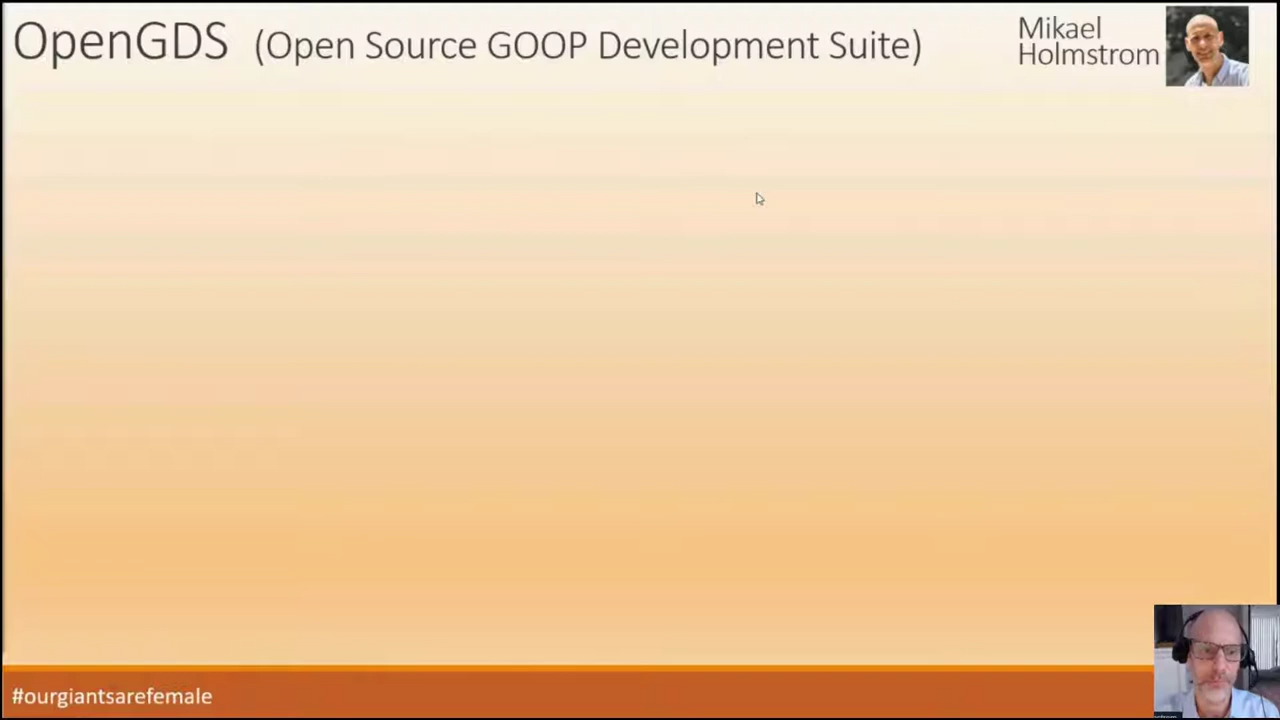 OpenGDS (Open Source GOOP Development Suite)
Mikael
Holmstrom
#ourgiantsarefemale